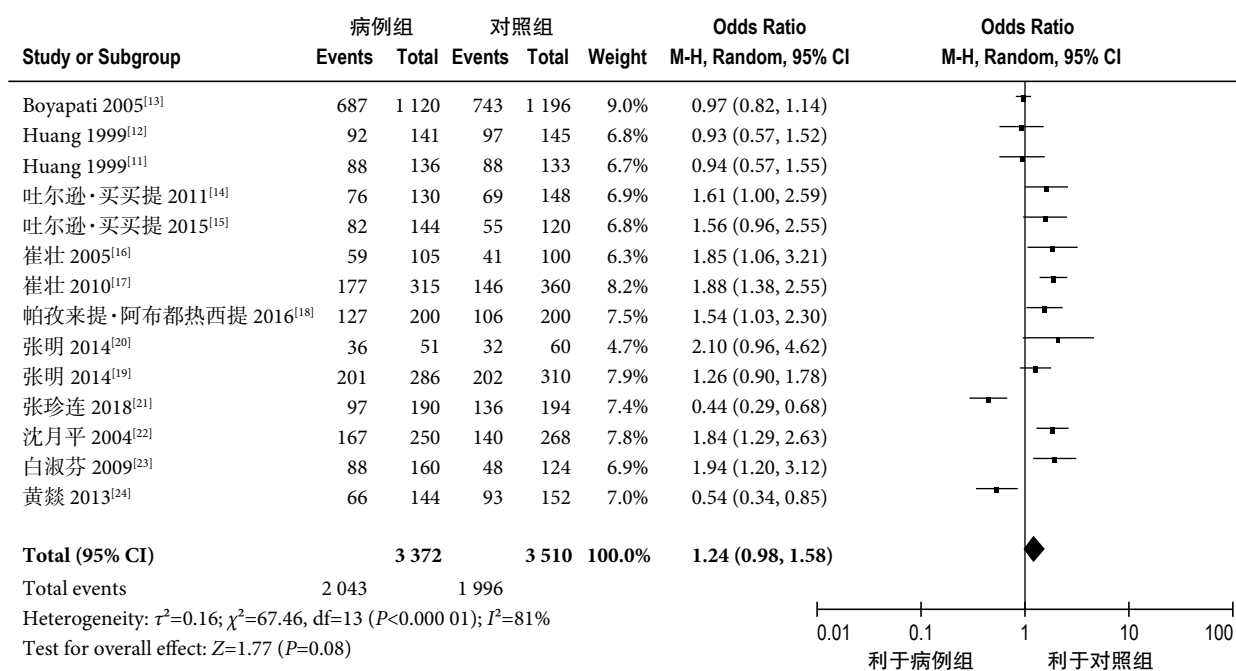 病例组 对照组 Odds Ratio Odds Ratio
Study or Subgroup Events Total Events Total Weight M-H, Random, 95% CI M-H, Random, 95% CI
Boyapati 2005[13] 687 1 120 743 1 196 9.0% 0.97 (0.82, 1.14)
Huang 1999[12] 92 141 97 145 6.8% 0.93 (0.57, 1.52)
Huang 1999[11] 88 136 88 133 6.7% 0.94 (0.57, 1.55)
吐尔逊·买买提 2011[14] 76 130 69 148 6.9% 1.61 (1.00, 2.59)
吐尔逊·买买提 2015[15] 82 144 55 120 6.8% 1.56 (0.96, 2.55)
崔壮 2005[16] 59 105 41 100 6.3% 1.85 (1.06, 3.21)
崔壮 2010[17] 177 315 146 360 8.2% 1.88 (1.38, 2.55)
帕孜来提·阿布都热西提 2016[18] 127 200 106 200 7.5% 1.54 (1.03, 2.30)
张明 2014[20] 36 51 32 60 4.7% 2.10 (0.96, 4.62)
张明 2014[19] 201 286 202 310 7.9% 1.26 (0.90, 1.78)
张珍连 2018[21] 97 190 136 194 7.4% 0.44 (0.29, 0.68)
沈月平 2004[22] 167 250 140 268 7.8% 1.84 (1.29, 2.63)
白淑芬 2009[23] 88 160 48 124 6.9% 1.94 (1.20, 3.12)
黄燚 2013[24] 66 144 93 152 7.0% 0.54 (0.34, 0.85)
Total (95% CI) 3 372 3 510 100.0% 1.24 (0.98, 1.58)
Total events 2 043 1 996
Heterogeneity: τ²=0.16; χ²=67.46, df=13 (P<0.000 01); I²=81%
Test for overall effect: Z=1.77 (P=0.08)
0.01 0.1 1 10 100
利于病例组 利于对照组